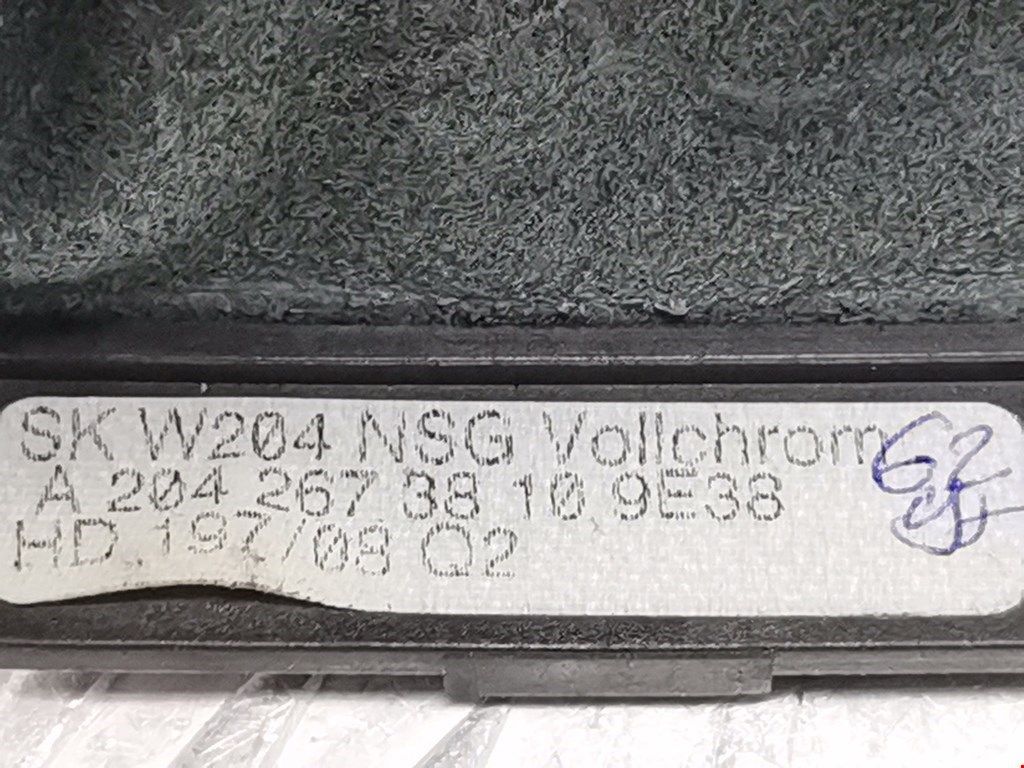 SK W204 NSG Vollchrom
A 204 267 38 10 9E38
HD 197/08 Q2